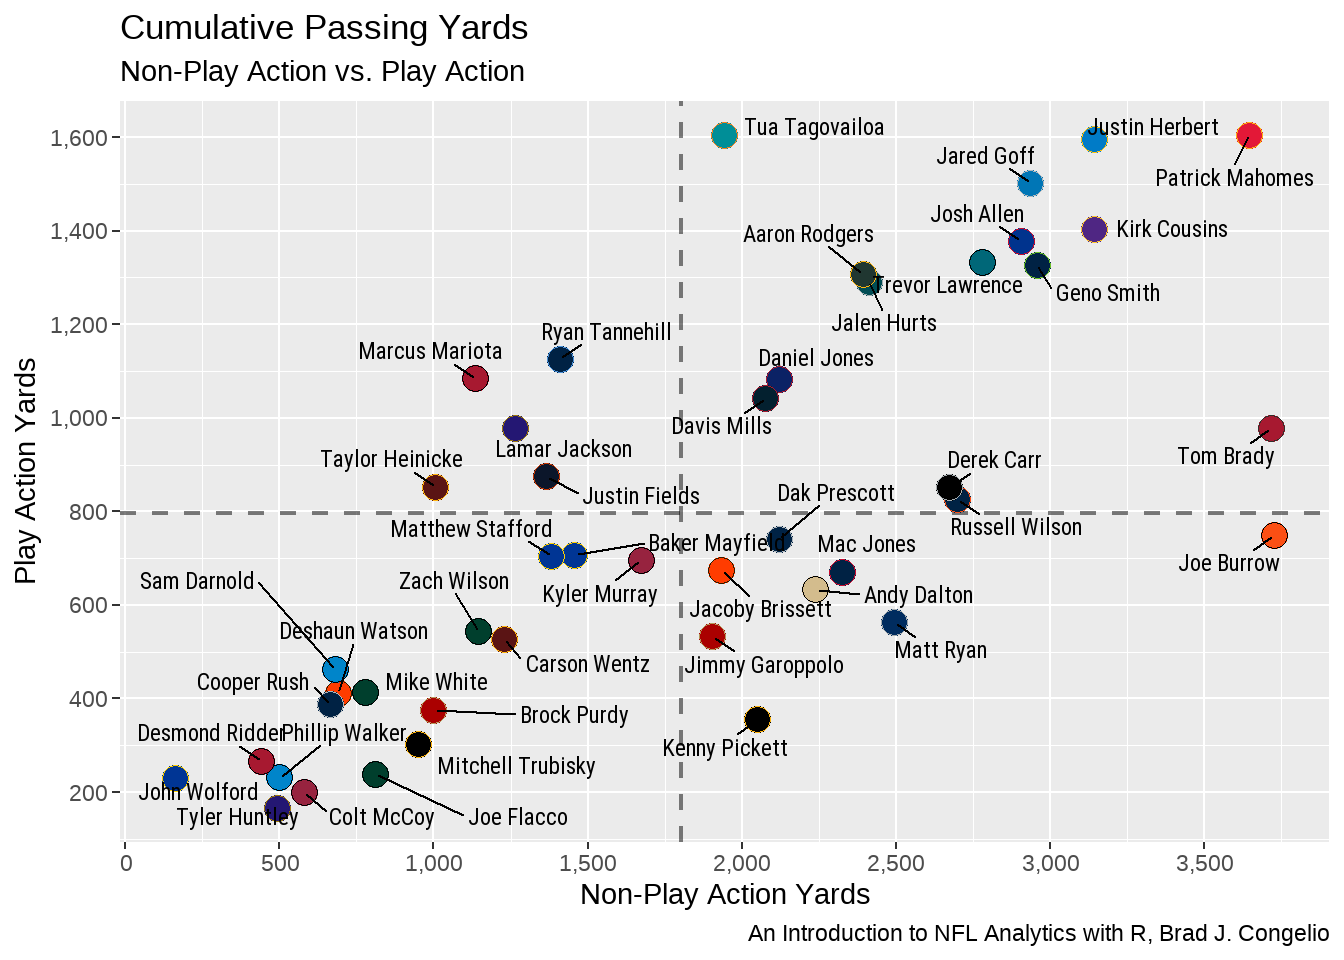 Cumulative Passing Yards
Non-Play Action vs. Play Action
Play Action Yards
1,600
1,400
1,200
1,000
800
600
400
200
Tua Tagovailoa
Justin Herbert
Jared Goff
Patrick Mahomes
Josh Allen
Kirk Cousins
Aaron Rodgers
Trevor Lawrence
Geno Smith
Jalen Hurts
Ryan Tannehill
Marcus Mariota
Daniel Jones
Davis Mills
Lamar Jackson
Tom Brady
Taylor Heinicke
Derek Carr
Justin Fields
Dak Prescott
Matthew Stafford
Russell Wilson
Baker Mayfield
Mac Jones
Joe Burrow
Sam Darnold
Zach Wilson
Kyler Murray
Andy Dalton
Jacoby Brissett
Deshaun Watson
Matt Ryan
Carson Wentz
Jimmy Garoppolo
Cooper Rush
Mike White
Brock Purdy
Desmond Ridder
Phillip Walker
Kenny Pickett
Mitchell Trubisky
John Wolford
Tyler Huntley
Colt McCoy
Joe Flacco
0
500
1,000
1,500
2,000
2,500
3,000
3,500
Non-Play Action Yards
An Introduction to NFL Analytics with R, Brad J. Congelio